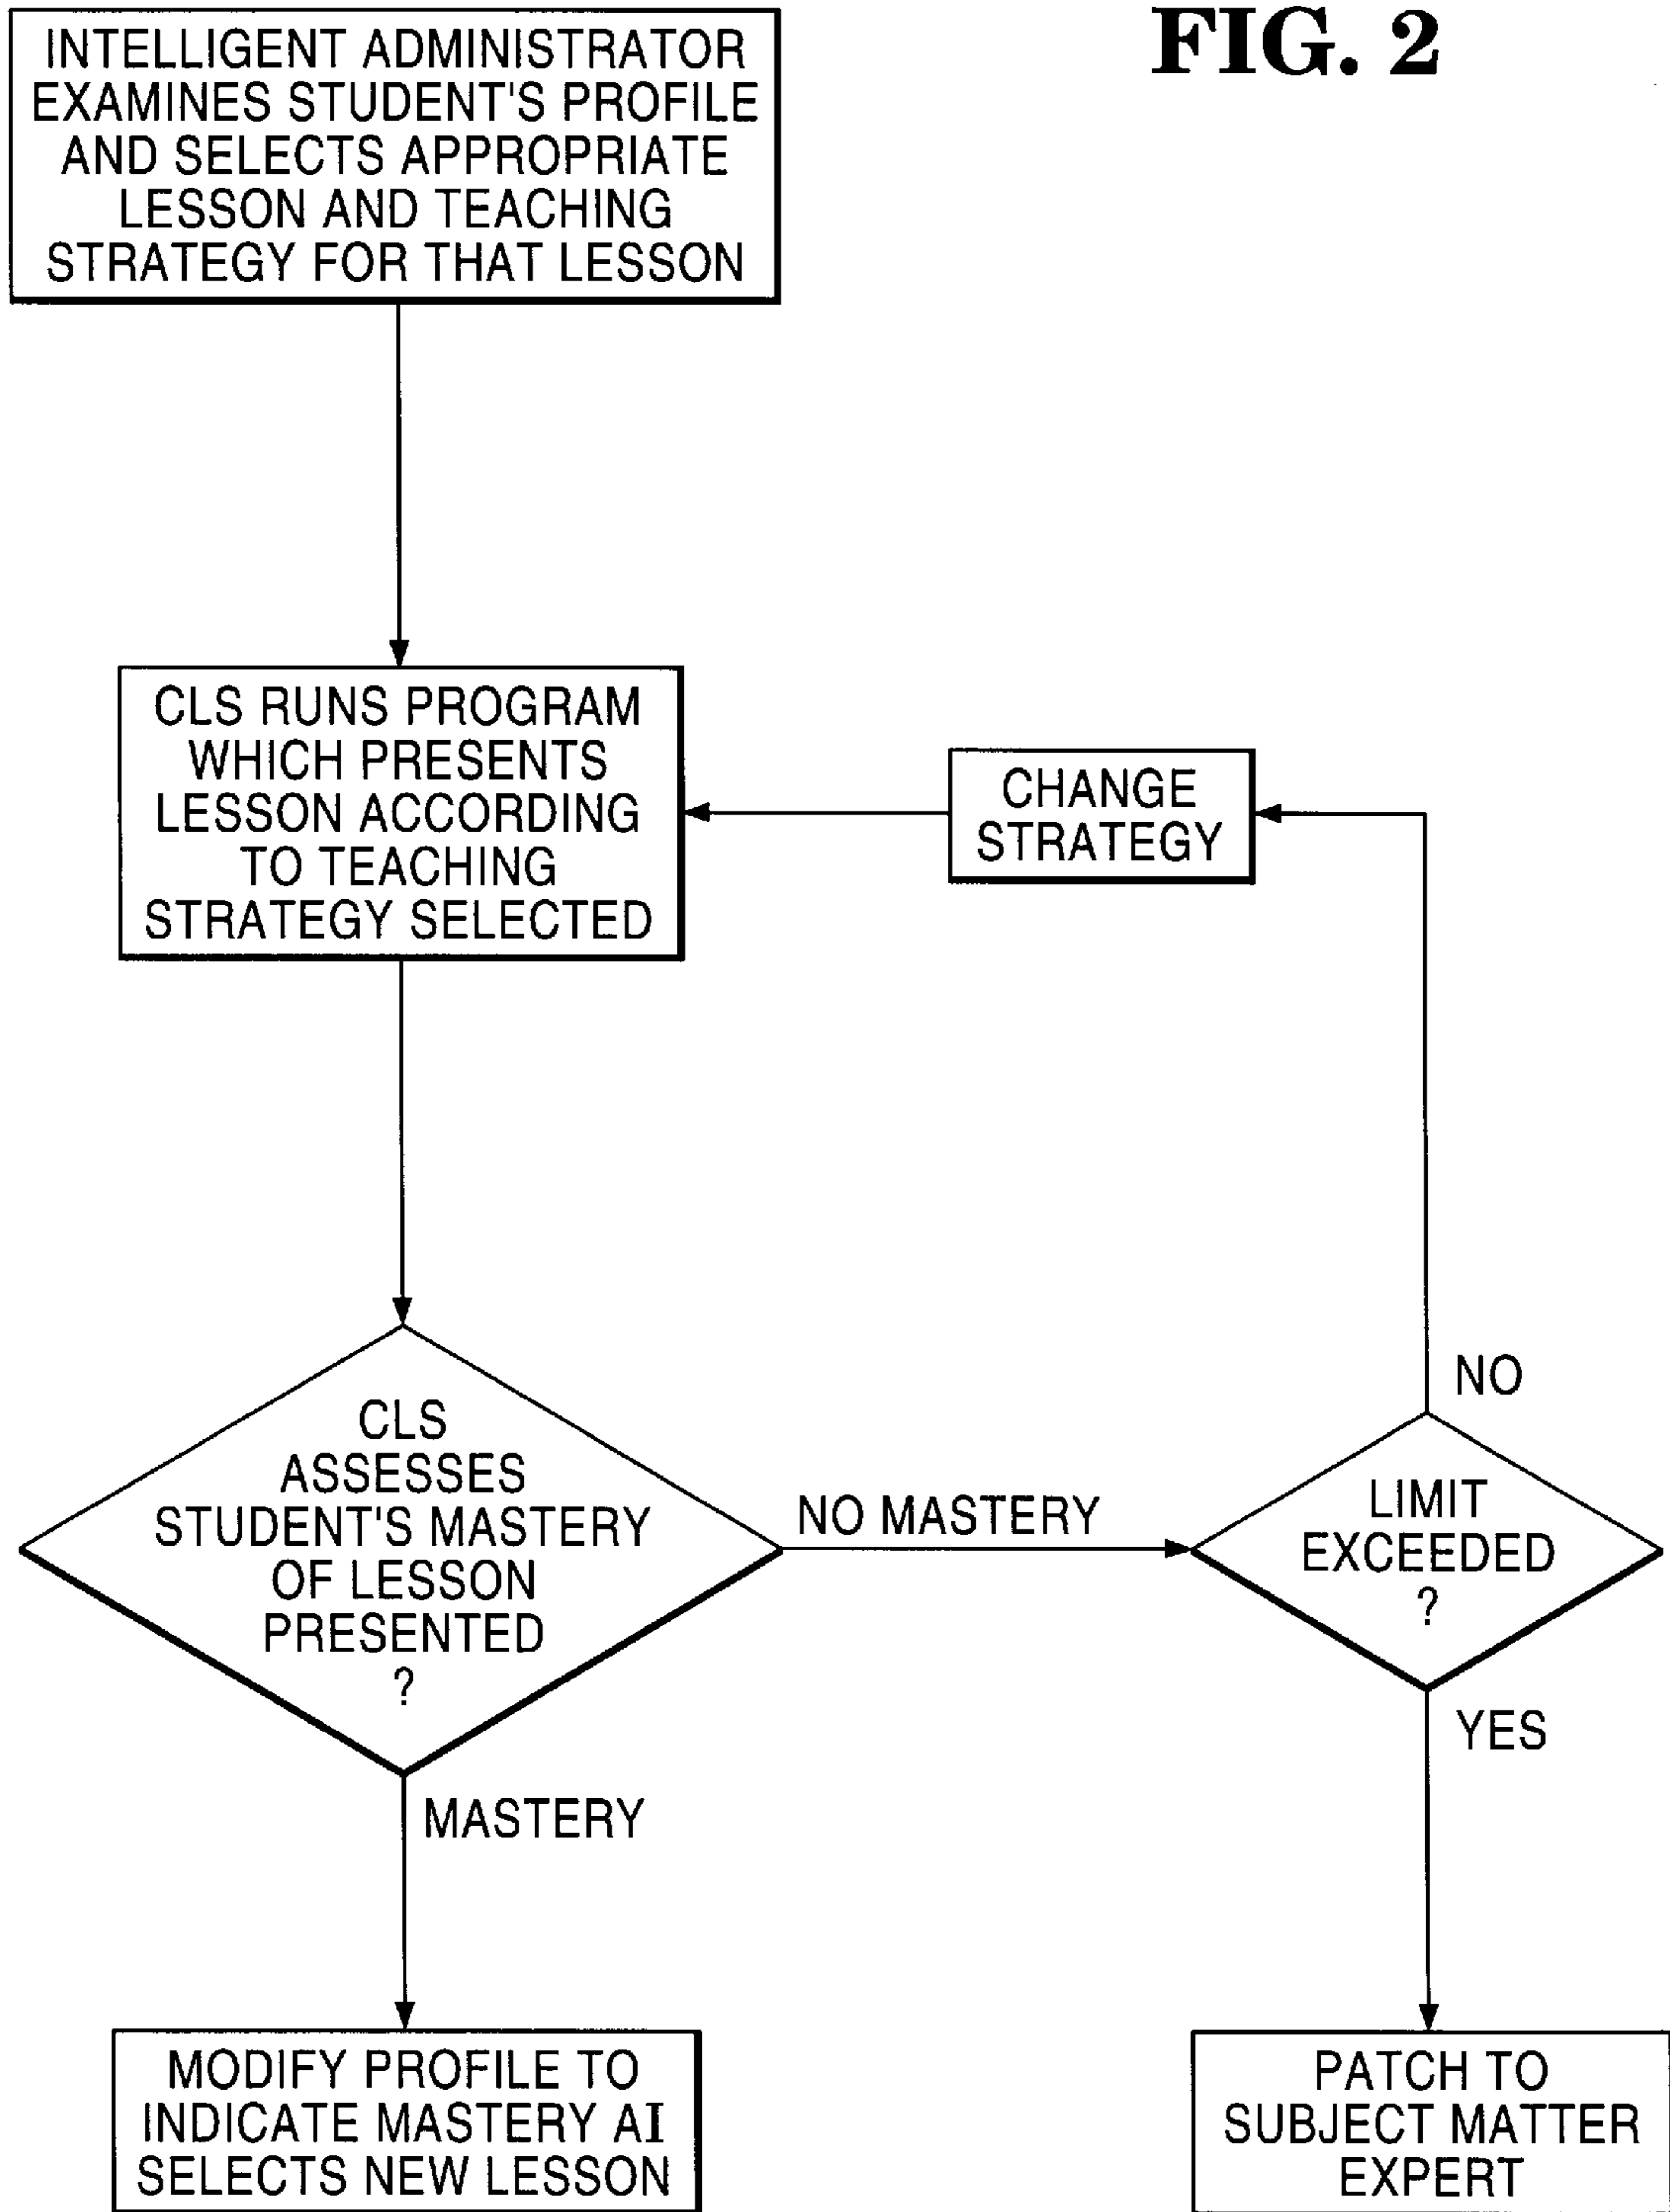 FIG. 2
INTELLIGENT ADMINISTRATOR
EXAMINES STUDENT'S PROFILE
AND SELECTS APPROPRIATE
LESSON AND TEACHING
STRATEGY FOR THAT LESSON
CLS RUNS PROGRAM
WHICH PRESENTS
LESSON ACCORDING
TO TEACHING
STRATEGY SELECTED
CHANGE
STRATEGY
CLS
ASSESSES
STUDENT'S MASTERY
OF LESSON
PRESENTED
?
NO MASTERY
LIMIT
EXCEEDED
?
NO
YES
MASTERY
MODIFY PROFILE TO
INDICATE MASTERY AI
SELECTS NEW LESSON
PATCH TO
SUBJECT MATTER
EXPERT